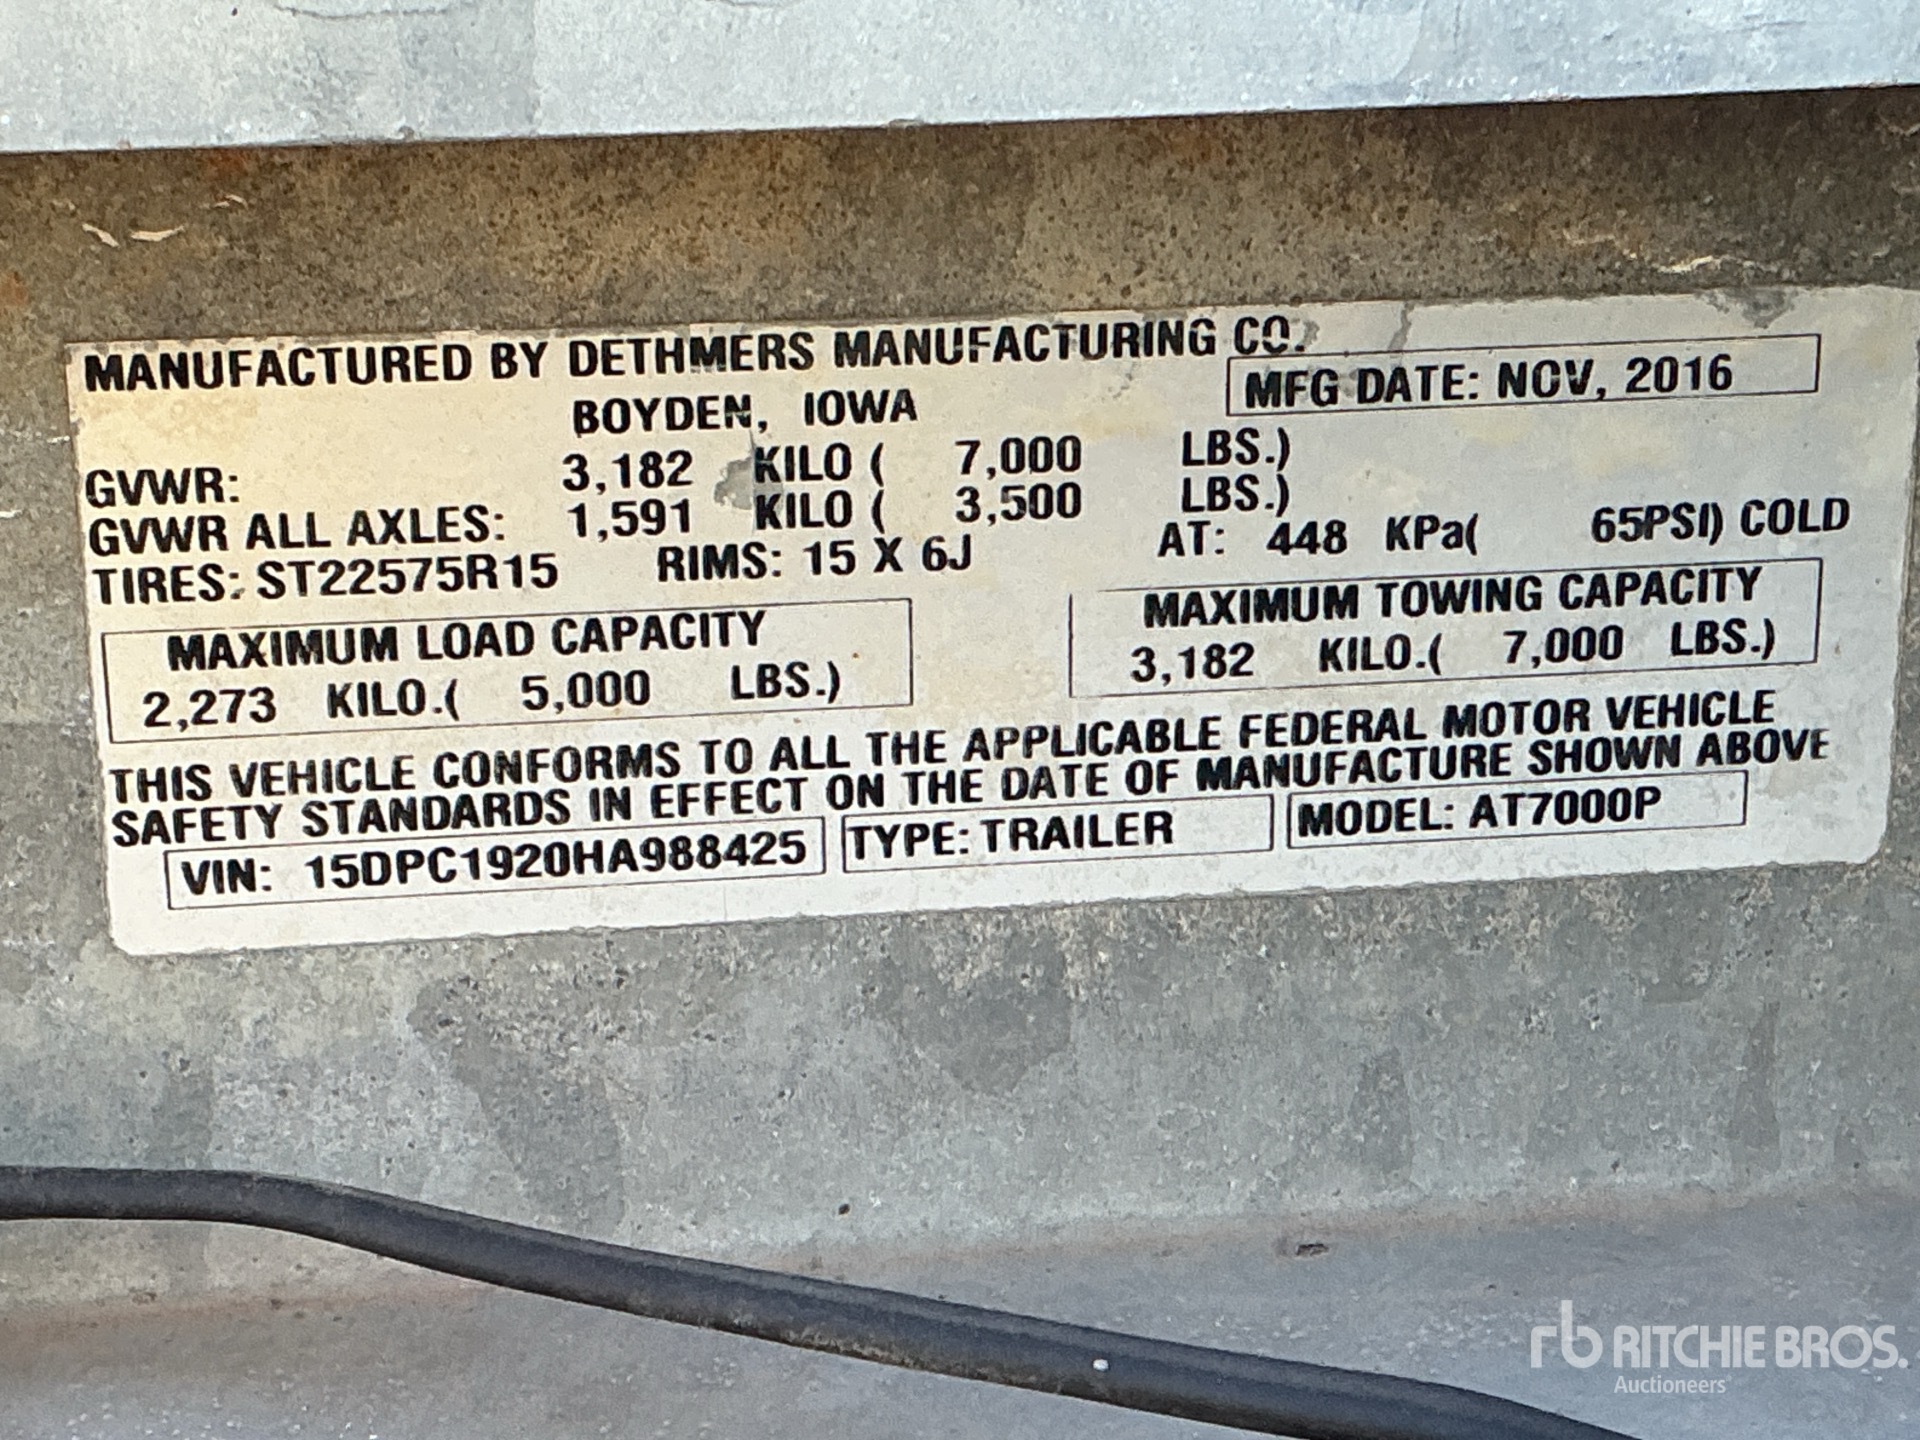 MANUFACTURED BY DETHMERS MANUFACTURING CO.
BOYDEN, IOWA
MFG DATE: NOV, 2016
GVWR: 3,182 KILO ( 7,000 LBS.)
GVWR ALL AXLES: 1,591 KILO ( 3,500 LBS.)
TIRES: ST22575R15 RIMS: 15 X 6J AT: 448 KPa( 65PSI) COLD
MAXIMUM LOAD CAPACITY
2,273 KILO.( 5,000 LBS.)
MAXIMUM TOWING CAPACITY
3,182 KILO.( 7,000 LBS.)
THIS VEHICLE CONFORMS TO ALL THE APPLICABLE FEDERAL MOTOR VEHICLE
SAFETY STANDARDS IN EFFECT ON THE DATE OF MANUFACTURE SHOWN ABOVE
VIN: 15DPC1920HA988425 TYPE: TRAILER MODEL: AT7000P
rb RITCHIE BROS.
Auctioneers